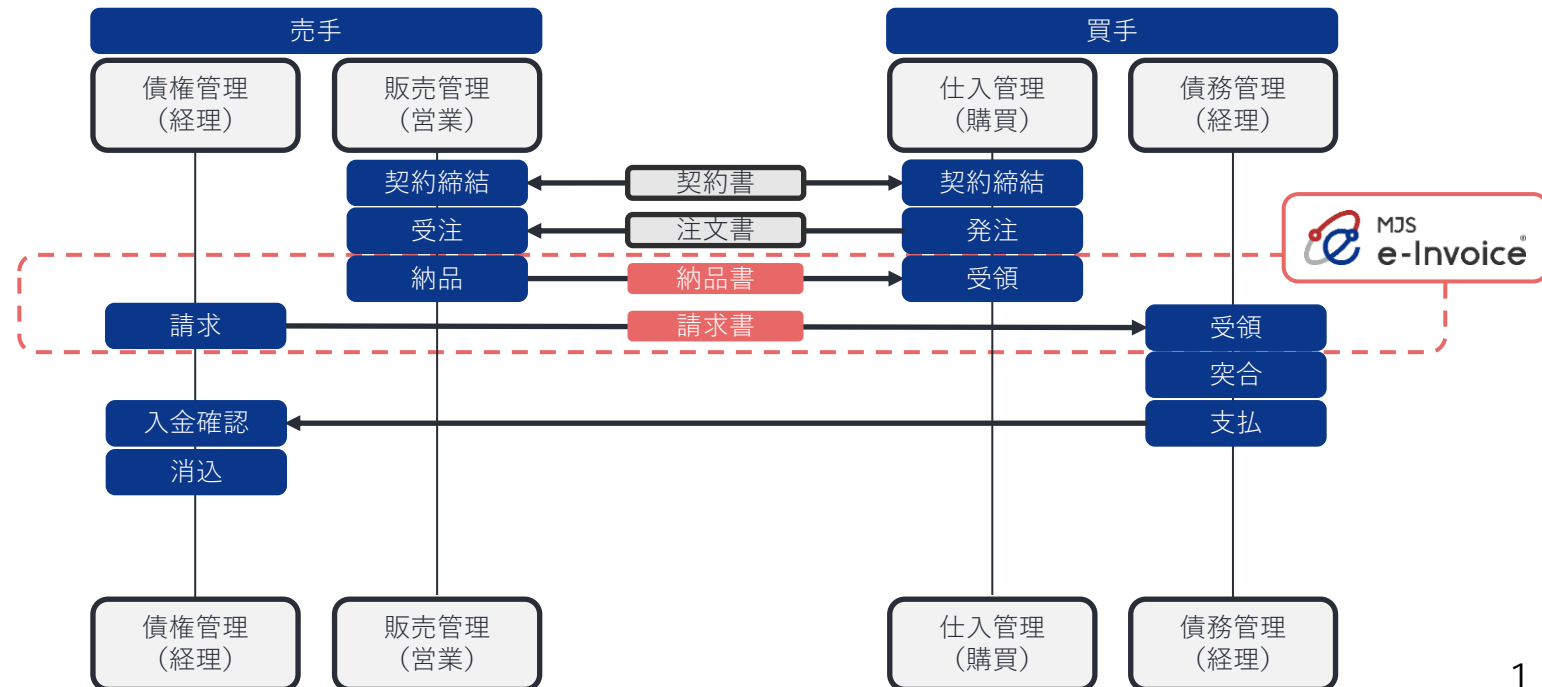 売手
買手
債権管理
（経理）
販売管理
（営業）
仕入管理
（購買）
債務管理
（経理）
契約締結
契約書
契約締結
受注
注文書
発注
MJS
e-Invoice®
納品
納品書
受領
請求
請求書
受領
突合
入金確認
支払
消込
債権管理
（経理）
販売管理
（営業）
仕入管理
（購買）
債務管理
（経理）
1